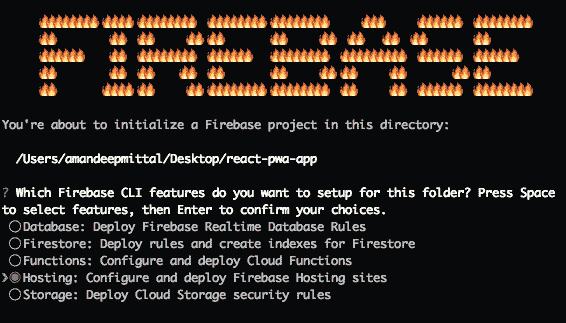 FIREBASE
You're about to initialize a Firebase project in this directory:
/Users/amandeepmittal/Desktop/react-pwa-app
? Which Firebase CLI features do you want to setup for this folder? Press Space
to select features, then Enter to confirm your choices.
◯Database: Deploy Firebase Realtime Database Rules
◯Firestore: Deploy rules and create indexes for Firestore
◯Functions: Configure and deploy Cloud Functions
❯◉Hosting: Configure and deploy Firebase Hosting sites
◯Storage: Deploy Cloud Storage security rules